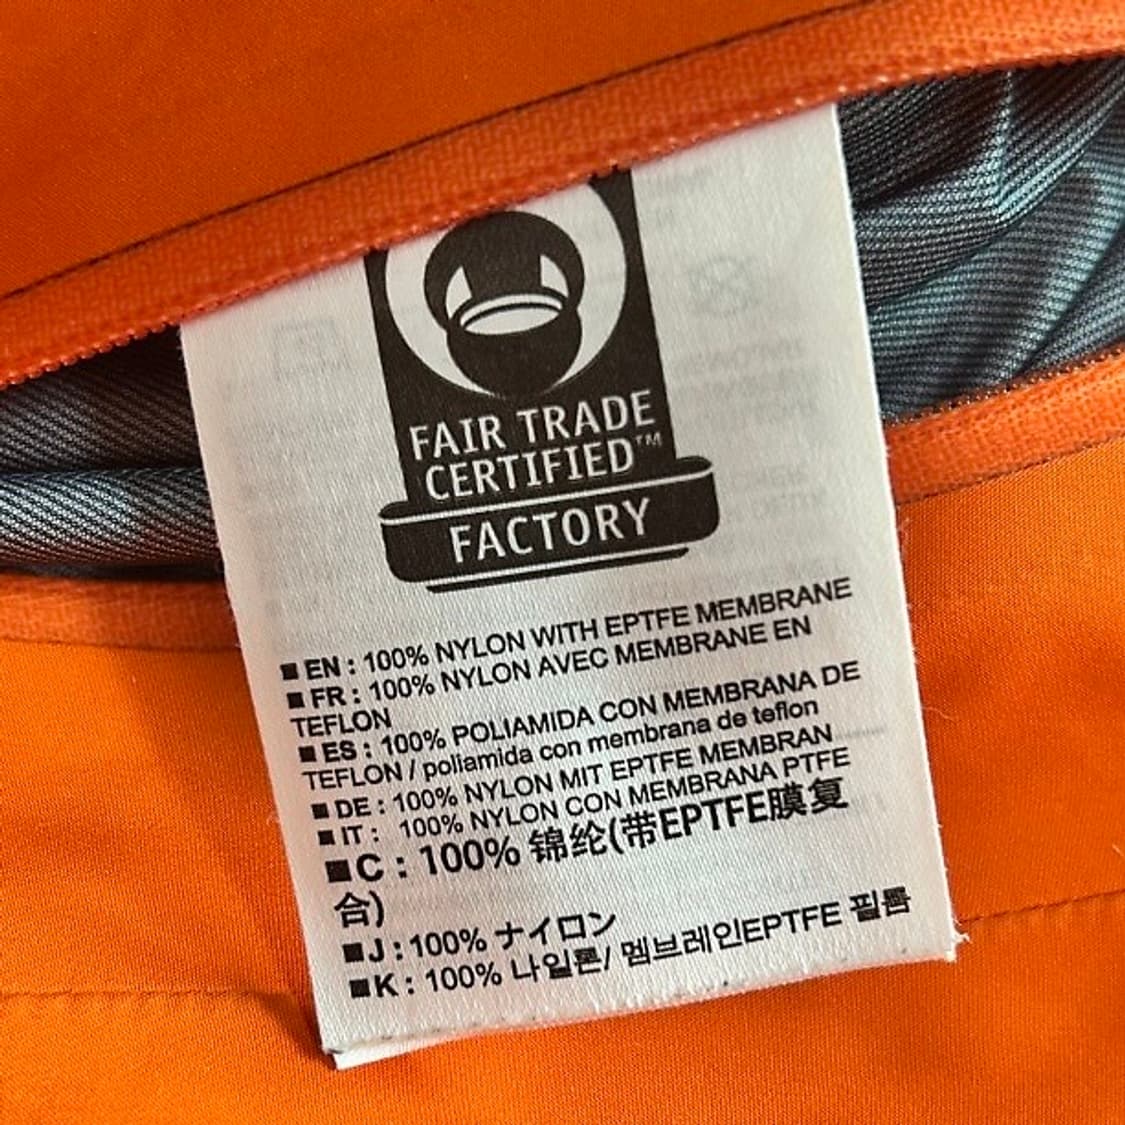 FAIR TRADE
CERTIFIED™
FACTORY
■ EN : 100% NYLON WITH EPTFE MEMBRANE
■ FR : 100% NYLON AVEC MEMBRANE EN
TEFLON
■ ES : 100% POLIAMIDA CON MEMBRANA DE
TEFLON / poliamida con membrana de teflon
■ DE : 100% NYLON MIT EPTFE MEMBRAN
■ IT : 100% NYLON CON MEMBRANA PTFE
■C : 100% 锦纶(带EPTFE膜复
合)
■J : 100% ナイロン
■K : 100% 나일론/ 멤브레인EPTFE 필름